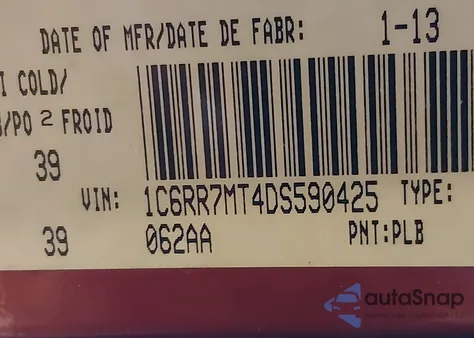 DATE OF MFR/DATE DE FABR: 1-13
I COLD/
/PO 2 FROID
39
VIN: 1C6RR7MT4DS590425 TYPE:
39 062AA PNT:PLB
autoSnap